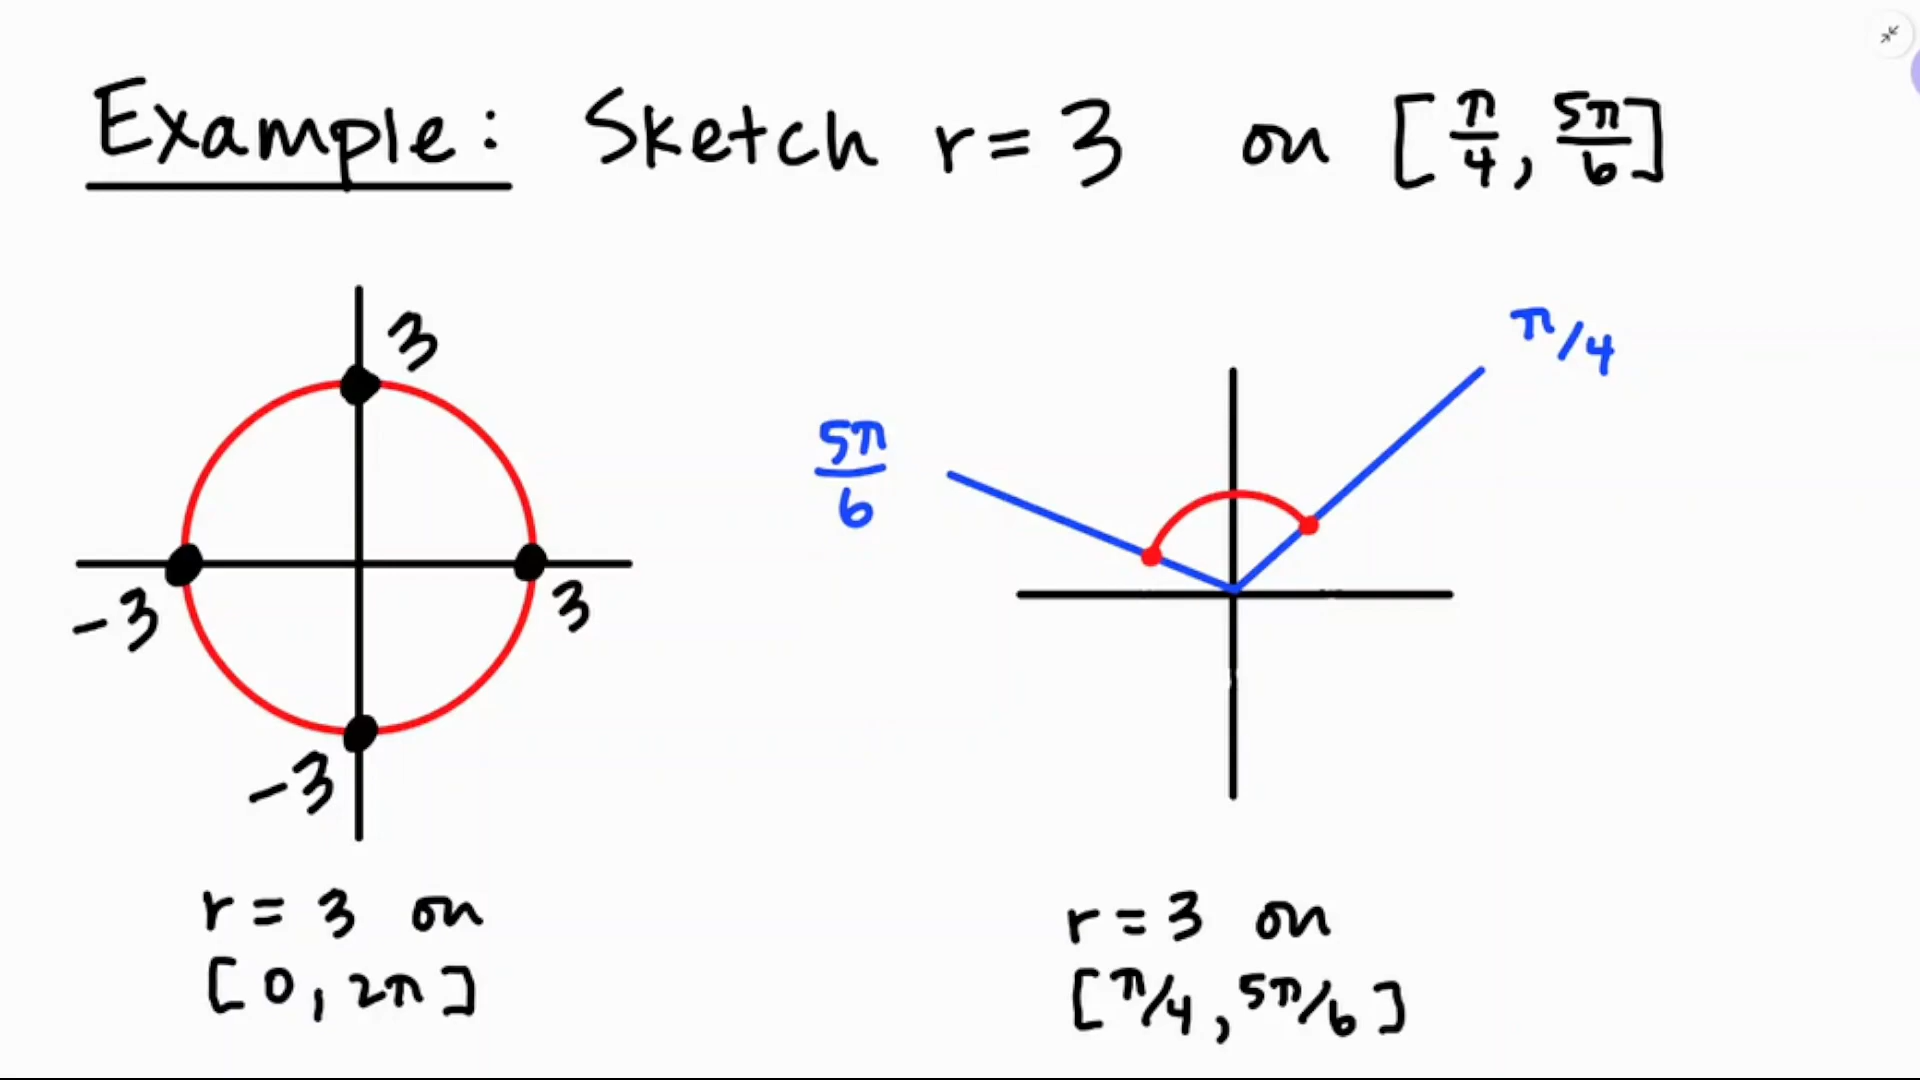 Example: Sketch r = 3 on [π/4, 5π/6]
3
-3
3
-3
r = 3 on
[0, 2π]
π/4
5π/6
r = 3 on
[π/4, 5π/6]